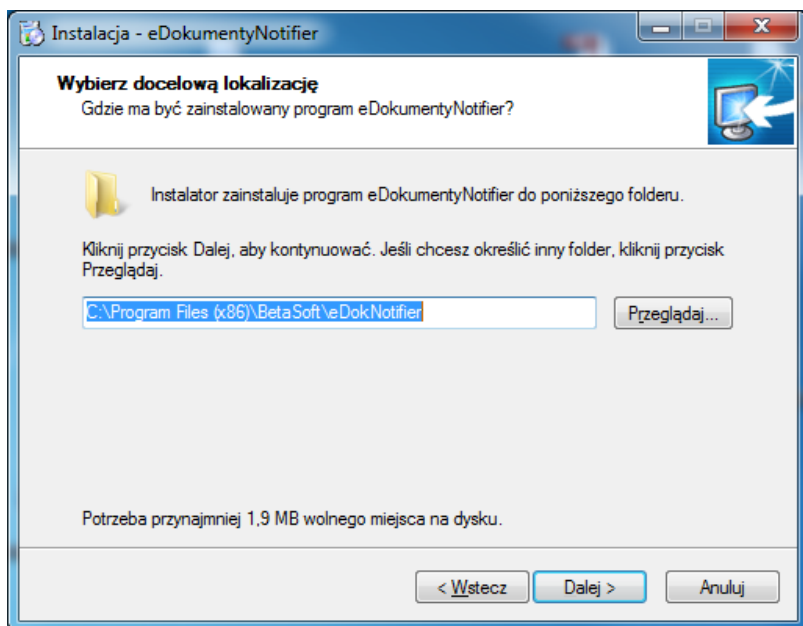 Instalacja - eDokumentyNotifier
Wybierz docelową lokalizację
Gdzie ma być zainstalowany program eDokumentyNotifier?
Instalator zainstaluje program eDokumentyNotifier do poniższego folderu.
Kliknij przycisk Dalej, aby kontynuować. Jeśli chcesz określić inny folder, kliknij przycisk
Przeglądaj.
C:\Program Files (x86)\BetaSoft\eDokNotifier
Przeglądaj...
Potrzeba przynajmniej 1,9 MB wolnego miejsca na dysku.
< Wstecz
Dalej >
Anuluj